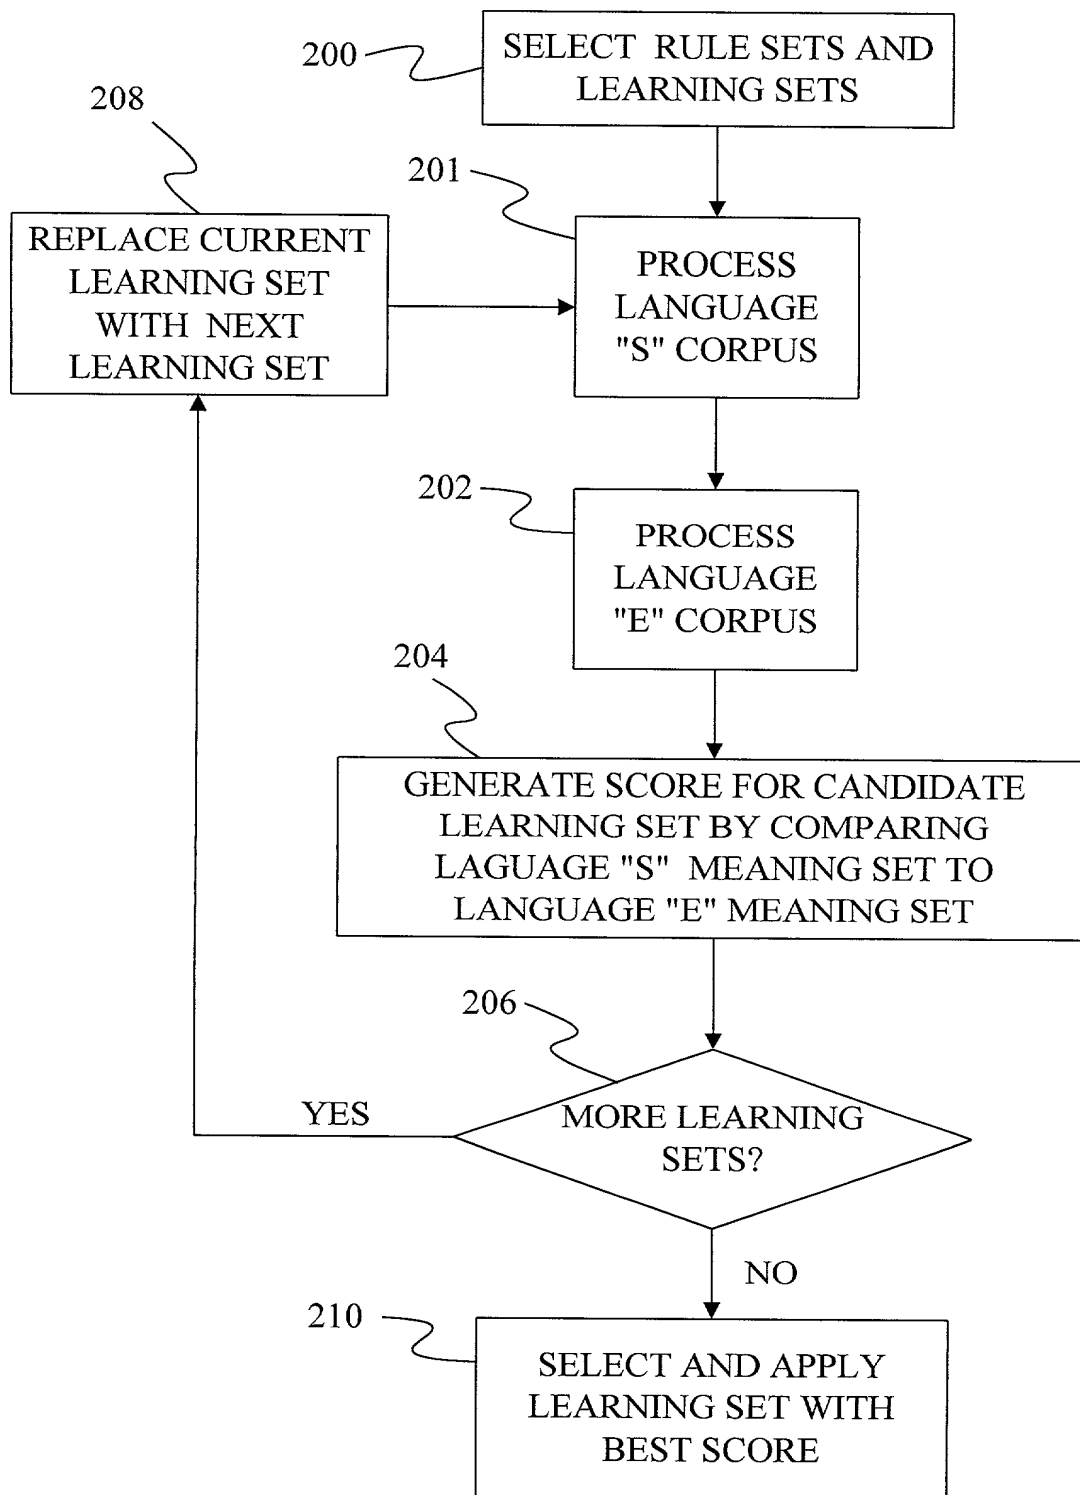 200
SELECT RULE SETS AND
LEARNING SETS
208
201
REPLACE CURRENT
LEARNING SET
WITH NEXT
LEARNING SET
PROCESS
LANGUAGE
"S" CORPUS
202
PROCESS
LANGUAGE
"E" CORPUS
204
GENERATE SCORE FOR CANDIDATE
LEARNING SET BY COMPARING
LAGUAGE "S" MEANING SET TO
LANGUAGE "E" MEANING SET
206
YES
MORE LEARNING
SETS?
NO
210
SELECT AND APPLY
LEARNING SET WITH
BEST SCORE